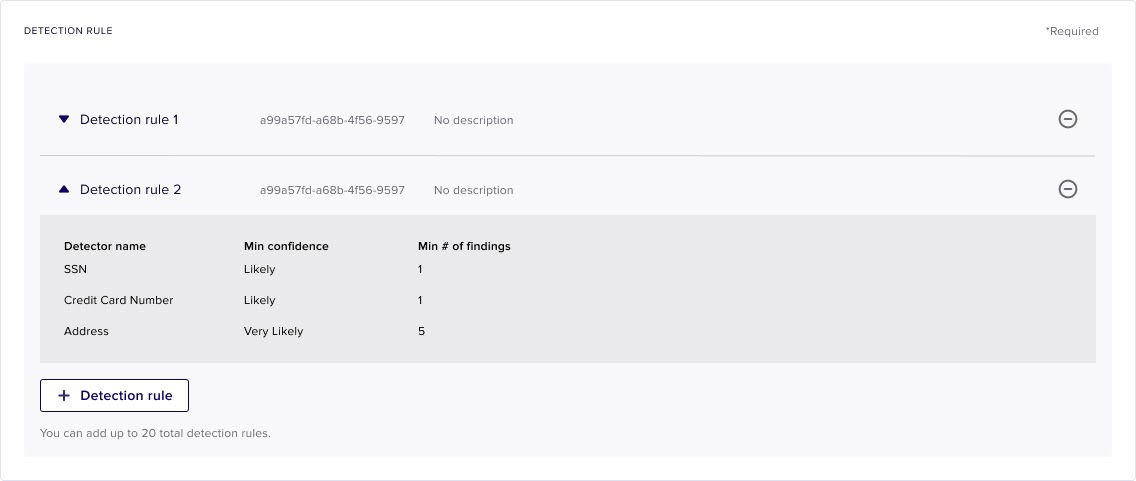 DETECTION RULE *Required
Detection rule 1 a99a57fd-a68b-4f56-9597 No description
Detection rule 2 a99a57fd-a68b-4f56-9597 No description
Detector name Min confidence Min # of findings
SSN Likely 1
Credit Card Number Likely 1
Address Very Likely 5
+ Detection rule
You can add up to 20 total detection rules.